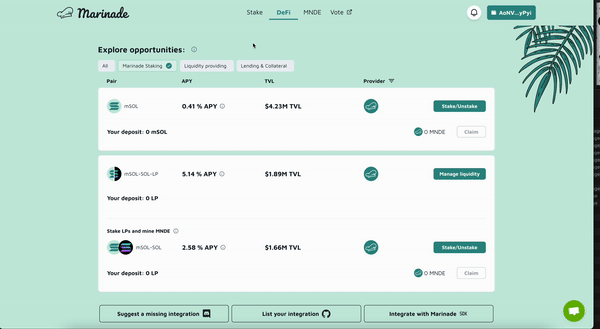 Marinade
Stake DeFi MNDE Vote
AoNV...yPyi
Explore opportunities:
All Marinade Staking Liquidity providing Lending & Collateral
Pair APY TVL Provider
mSOL 0.41 % APY $4.23M TVL Stake/Unstake
Your deposit: 0 mSOL 0 MNDE Claim
mSOL-SOL-LP 5.14 % APY $1.89M TVL Manage liquidity
Your deposit: 0 LP
Stake LPs and mine MNDE
mSOL-SOL 2.58 % APY $1.66M TVL Stake/Unstake
Your deposit: 0 LP 0 MNDE Claim
Suggest a missing integration List your integration Integrate with Marinade SDK